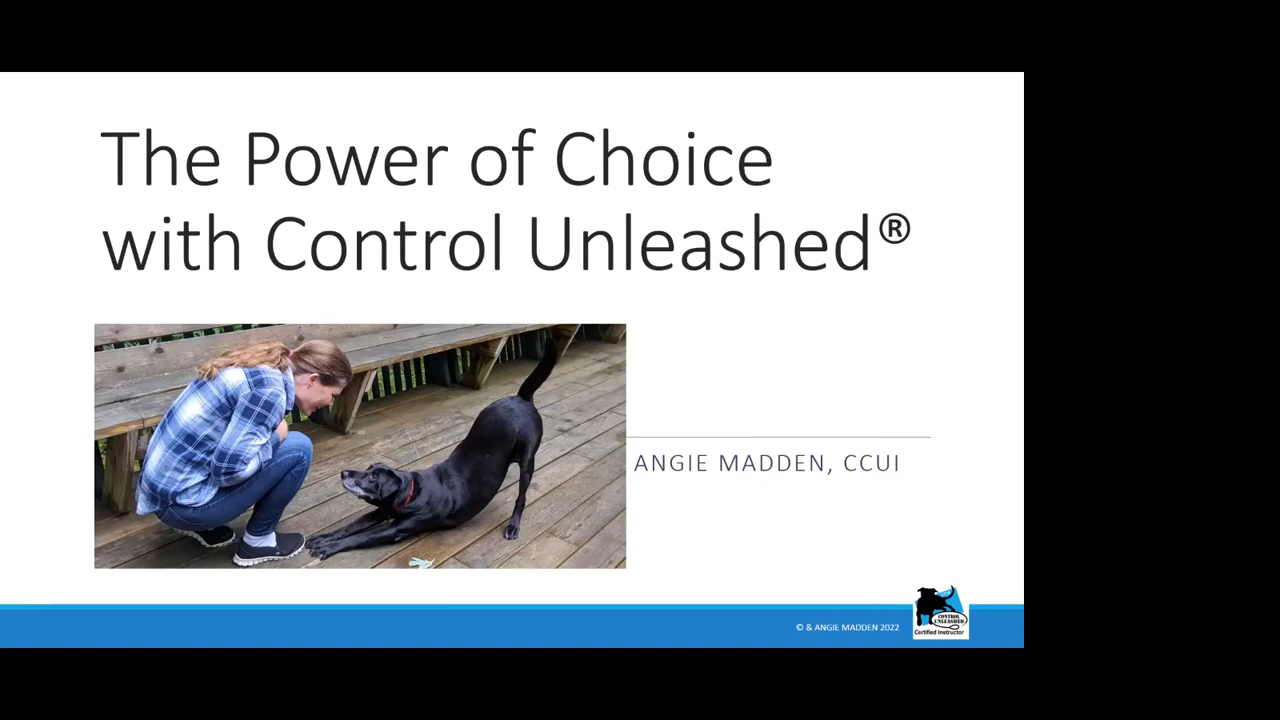 The Power of Choice
with Control Unleashed®
ANGIE MADDEN, CCUI
© & ANGIE MADDEN 2022
CONTROL
UNLEASHED
Certified Instructor